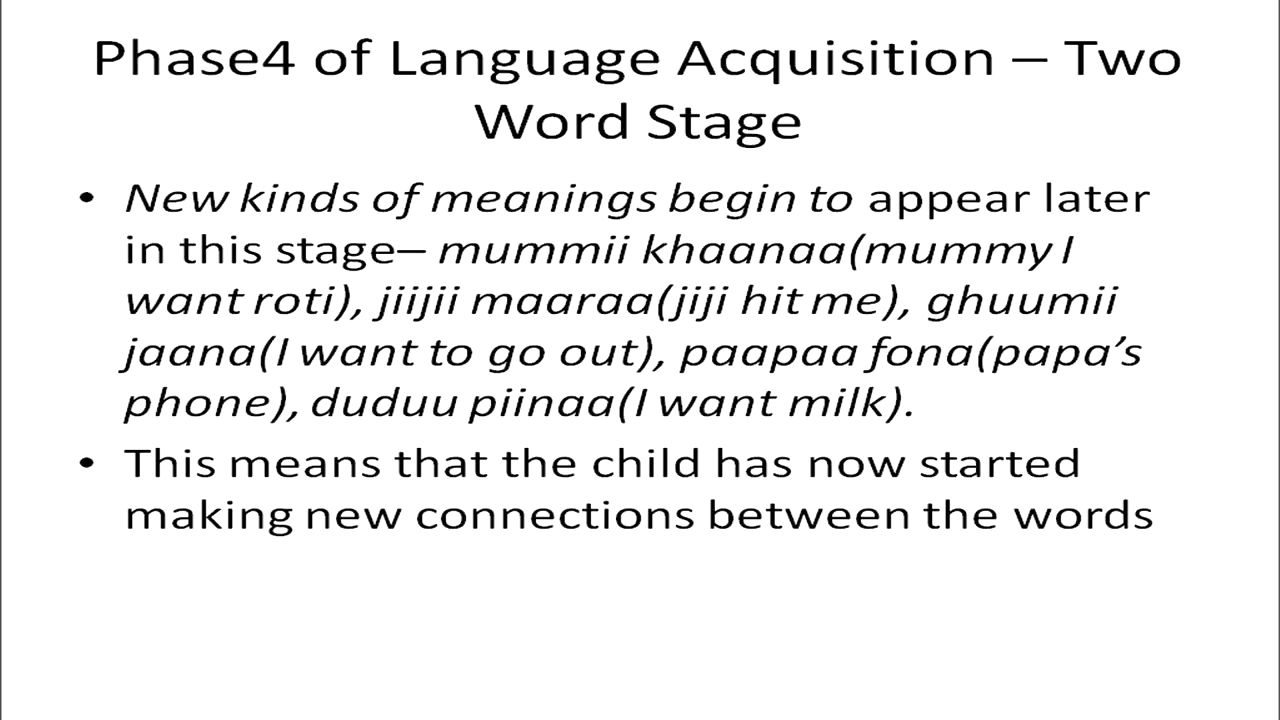 Phase4 of Language Acquisition – Two
Word Stage
• New kinds of meanings begin to appear later
in this stage– mummii khaanaa(mummy I
want roti), jiijii maaraa(jiji hit me), ghuumii
jaana(I want to go out), paapaa fona(papa’s
phone), duduu piinaa(I want milk).
• This means that the child has now started
making new connections between the words